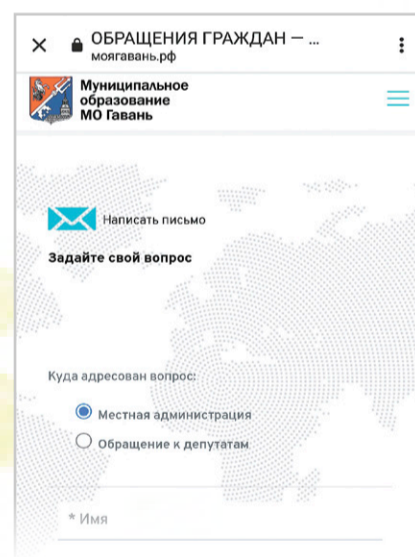 ОБРАЩЕНИЯ ГРАЖДАН — ...
моягавань.рф
Муниципальное
образование
МО Гавань
Написать письмо
Задайте свой вопрос
Куда адресован вопрос:
Местная администрация
Обращение к депутатам
* Имя